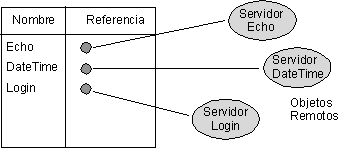 Nombre Referencia
Echo
DateTime
Login
Servidor
Echo
Servidor
DateTime
Servidor
Login
Objetos
Remotos